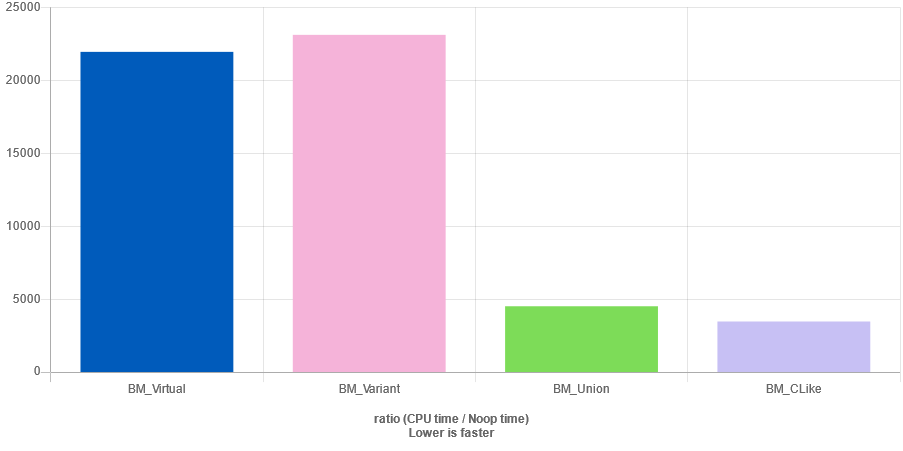 25000
20000
15000
10000
5000
0
BM_Virtual BM_Variant BM_Union BM_CLike
ratio (CPU time / Noop time)
Lower is faster